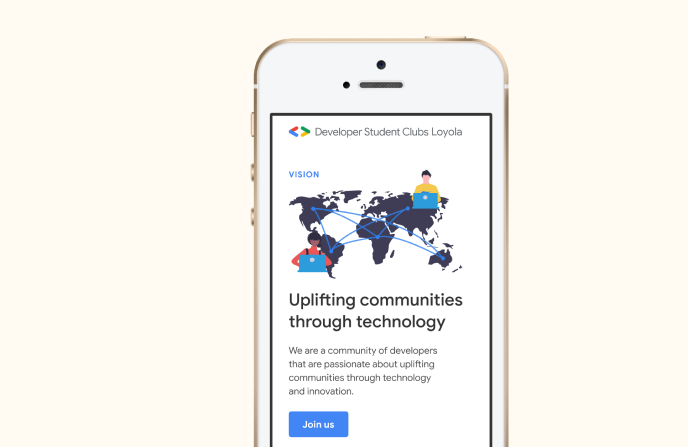 Developer Student Clubs Loyola
VISION
Uplifting communities
through technology
We are a community of developers
that are passionate about uplifting
communities through technology
and innovation.
Join us